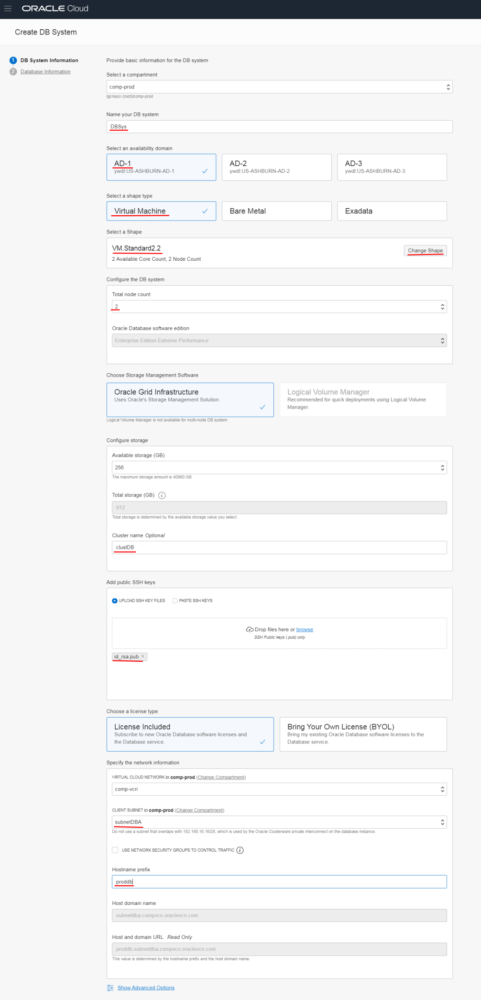 ORACLE Cloud
Create DB System
1 DB System Information
2 Database Information
Provide basic information for the DB system
Select a compartment
comp-prod
lgcnsoci (root)/comp-prod
Name your DB system
DBSys
Select an availability domain
AD-1
ywdl:US-ASHBURN-AD-1
AD-2
ywdl:US-ASHBURN-AD-2
AD-3
ywdl:US-ASHBURN-AD-3
Select a shape type
Virtual Machine
Bare Metal
Exadata
Select a Shape
VM.Standard2.2
Change Shape
2 Available Core Count, 2 Node Count
Configure the DB system
Total node count
2
Oracle Database software edition
Enterprise Edition Extreme Performance
Choose Storage Management Software
Oracle Grid Infrastructure
Uses Oracle's Storage Management Solution.
Logical Volume Manager
Recommended for quick deployments using Logical Volume
Manager.
Logical Volume Manager is not available for multi-node DB system
Configure storage
Available storage (GB)
256
The maximum storage amount is 40960 GB.
Total storage (GB) i
912
Total storage is determined by the available storage value you select.
Cluster name Optional
clustDB
Add public SSH keys
UPLOAD SSH KEY FILES PASTE SSH KEYS
Drop files here or browse
SSH Public keys (.pub) only
id_rsa.pub ×
Choose a license type
License Included
Subscribe to new Oracle Database software licenses and
the Database service.
Bring Your Own License (BYOL)
Bring my existing Oracle Database software licenses to the
Database service.
Specify the network information
VIRTUAL CLOUD NETWORK in comp-prod (Change Compartment)
comp-vcn
CLIENT SUBNET in comp-prod (Change Compartment)
subnetDBA
Do not use a subnet that overlaps with 192.168.16.16/28, which is used by the Oracle Clusterware private interconnect on the database instance.
USE NETWORK SECURITY GROUPS TO CONTROL TRAFFIC i
Hostname prefix
proddb
Host domain name
subnetdba.compvcn.oraclevcn.com
Host and domain URL Read Only
proddb.subnetdba.compvcn.oraclevcn.com
This value is determined by the hostname prefix and the host domain name.
Show Advanced Options